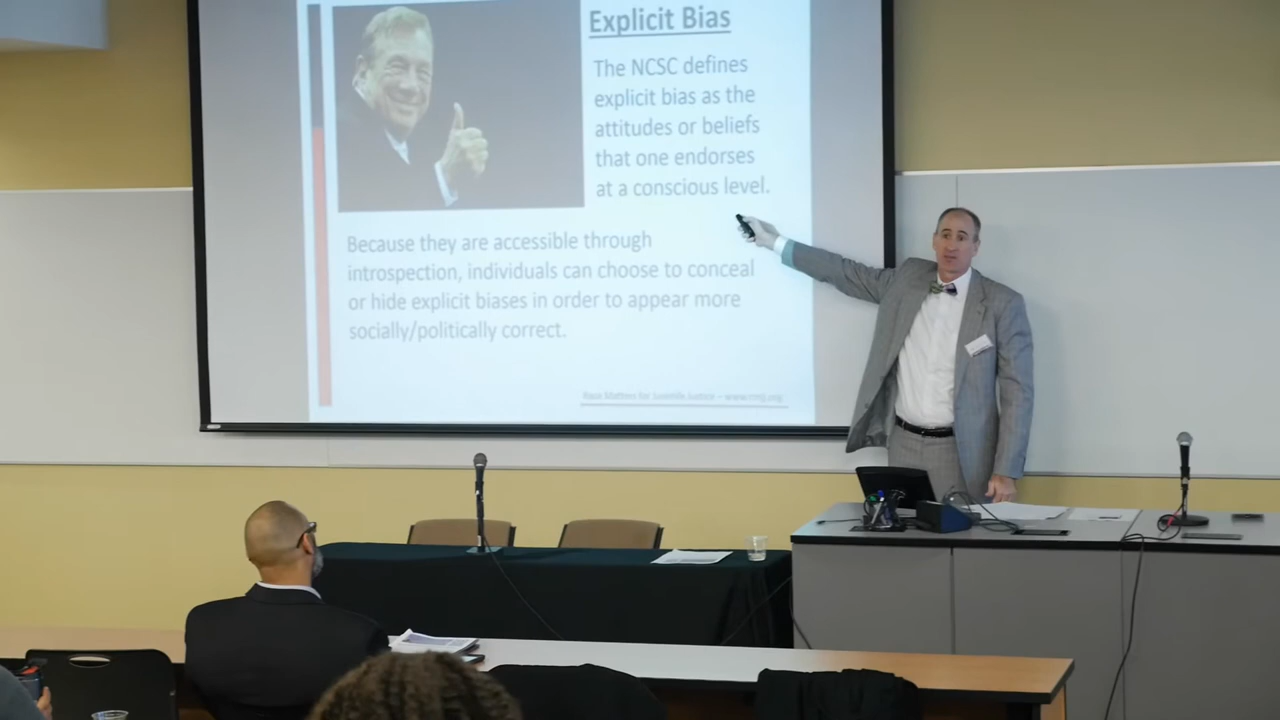 Explicit Bias
The NCSC defines
explicit bias as the
attitudes or beliefs
that one endorses
at a conscious level.
Because they are accessible through
introspection, individuals can choose to conceal
or hide explicit biases in order to appear more
socially/politically correct.
Race Matters for Juvenile Justice – www.rmjj.org